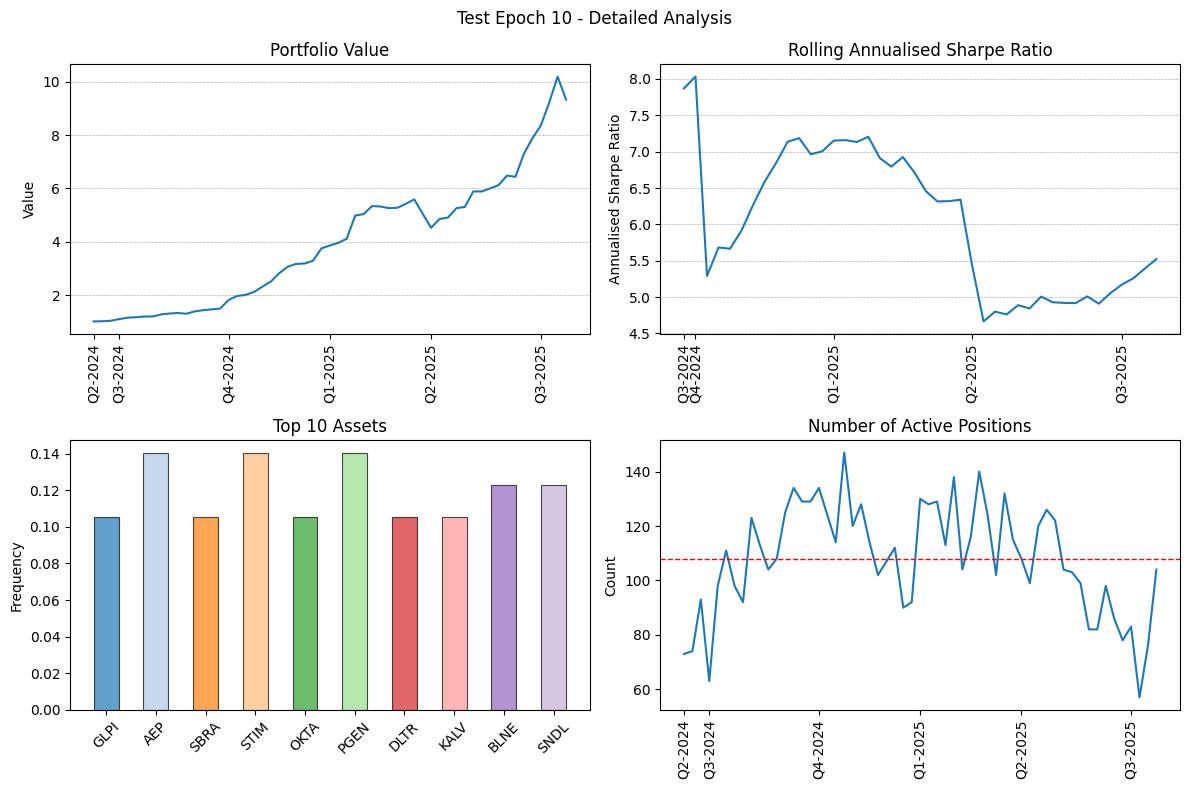 Test Epoch 10 - Detailed Analysis
Portfolio Value
Value
10
8
6
4
2
Q2-2024
Q3-2024
Q4-2024
Q1-2025
Q2-2025
Q3-2025
Rolling Annualised Sharpe Ratio
Annualised Sharpe Ratio
8.0
7.5
7.0
6.5
6.0
5.5
5.0
4.5
Q3-2024
Q4-2024
Q1-2025
Q2-2025
Q3-2025
Top 10 Assets
Frequency
0.14
0.12
0.10
0.08
0.06
0.04
0.02
0.00
GLPI
AEP
SBRA
STIM
OKTA
PGEN
DLTR
KALV
BLNE
SNDL
Number of Active Positions
Count
140
120
100
80
60
Q2-2024
Q3-2024
Q4-2024
Q1-2025
Q2-2025
Q3-2025